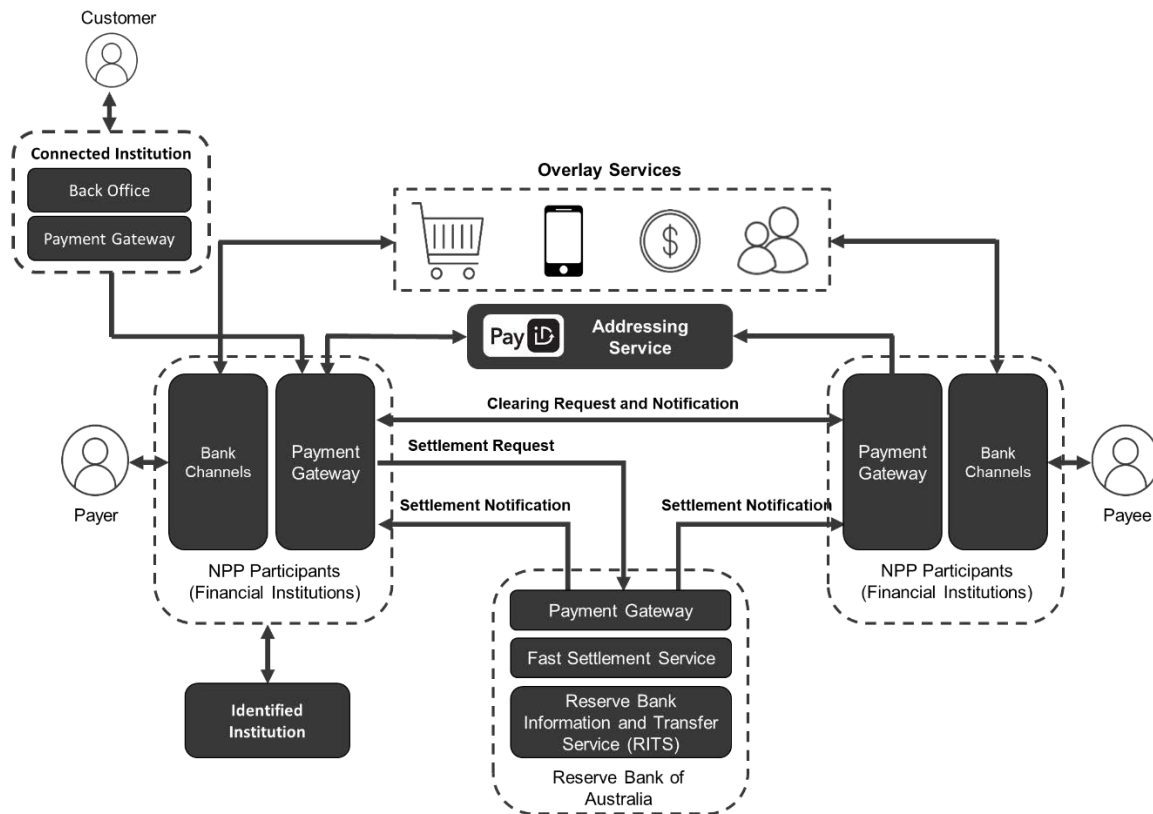 Customer
Connected Institution
Back Office
Payment Gateway
Overlay Services
$
Pay iD
Addressing
Service
Clearing Request and Notification
Bank
Channels
Payment
Gateway
Settlement Request
Settlement Notification
Payer
NPP Participants
(Financial Institutions)
Settlement Notification
Payment
Gateway
Bank
Channels
Payee
NPP Participants
(Financial Institutions)
Payment Gateway
Fast Settlement Service
Reserve Bank
Information and Transfer
Service (RITS)
Reserve Bank of
Australia
Identified
Institution